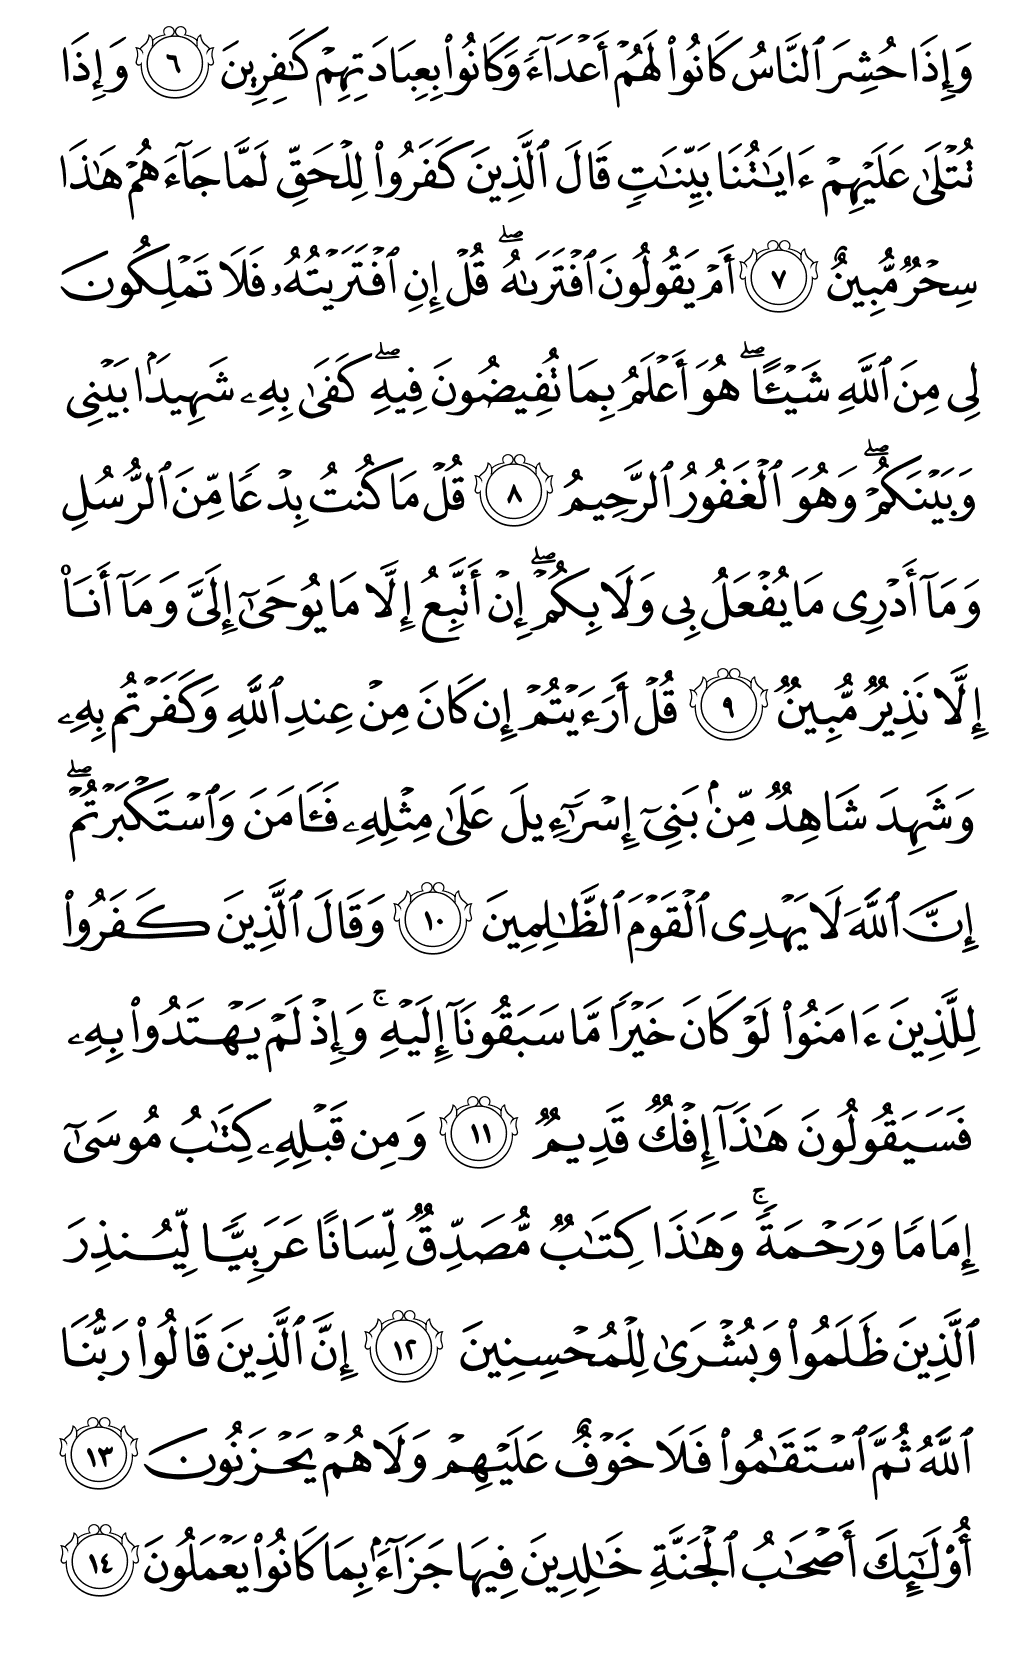 وَإِذَا حُشِرَ ٱلنَّاسُ كَانُوا۟ لَهُمْ أَعْدَآءً وَكَانُوا۟ بِعِبَادَتِهِمْ كَـٰفِرِينَ ٦ وَإِذَا
تُتْلَىٰ عَلَيْهِمْ ءَايَـٰتُنَا بَيِّنَـٰتٍ قَالَ ٱلَّذِينَ كَفَرُوا۟ لِلْحَقِّ لَمَّا جَآءَهُمْ هَـٰذَا
سِحْرٌ مُّبِينٌ ٧ أَمْ يَقُولُونَ ٱفْتَرَىٰهُ ۖ قُلْ إِنِ ٱفْتَرَيْتُهُۥ فَلَا تَمْلِكُونَ
لِى مِنَ ٱللَّهِ شَيْـًٔا ۖ هُوَ أَعْلَمُ بِمَا تُفِيضُونَ فِيهِ ۖ كَفَىٰ بِهِۦ شَهِيدًۢا بَيْنِى
وَبَيْنَكُمْ ۖ وَهُوَ ٱلْغَفُورُ ٱلرَّحِيمُ ٨ قُلْ مَا كُنتُ بِدْعًا مِّنَ ٱلرُّسُلِ
وَمَآ أَدْرِى مَا يُفْعَلُ بِى وَلَا بِكُمْ ۖ إِنْ أَتَّبِعُ إِلَّا مَا يُوحَىٰٓ إِلَىَّ وَمَآ أَنَا۠
إِلَّا نَذِيرٌ مُّبِينٌ ٩ قُلْ أَرَءَيْتُمْ إِن كَانَ مِنْ عِندِ ٱللَّهِ وَكَفَرْتُم بِهِۦ
وَشَهِدَ شَاهِدٌ مِّنۢ بَنِىٓ إِسْرَٰٓءِيلَ عَلَىٰ مِثْلِهِۦ فَـَٔامَنَ وَٱسْتَكْبَرْتُمْ ۖ
إِنَّ ٱللَّهَ لَا يَهْدِى ٱلْقَوْمَ ٱلظَّـٰلِمِينَ ١٠ وَقَالَ ٱلَّذِينَ كَفَرُوا۟
لِلَّذِينَ ءَامَنُوا۟ لَوْ كَانَ خَيْرًا مَّا سَبَقُونَآ إِلَيْهِ ۚ وَإِذْ لَمْ يَهْتَدُوا۟ بِهِۦ
فَسَيَقُولُونَ هَـٰذَآ إِفْكٌ قَدِيمٌ ١١ وَمِن قَبْلِهِۦ كِتَـٰبُ مُوسَىٰٓ
إِمَامًا وَرَحْمَةً ۚ وَهَـٰذَا كِتَـٰبٌ مُّصَدِّقٌ لِّسَانًا عَرَبِيًّا لِّيُنذِرَ
ٱلَّذِينَ ظَلَمُوا۟ وَبُشْرَىٰ لِلْمُحْسِنِينَ ١٢ إِنَّ ٱلَّذِينَ قَالُوا۟ رَبُّنَا
ٱللَّهُ ثُمَّ ٱسْتَقَـٰمُوا۟ فَلَا خَوْفٌ عَلَيْهِمْ وَلَا هُمْ يَحْزَنُونَ ١٣
أُو۟لَـٰٓئِكَ أَصْحَـٰبُ ٱلْجَنَّةِ خَـٰلِدِينَ فِيهَا جَزَآءًۢ بِمَا كَانُوا۟ يَعْمَلُونَ ١٤